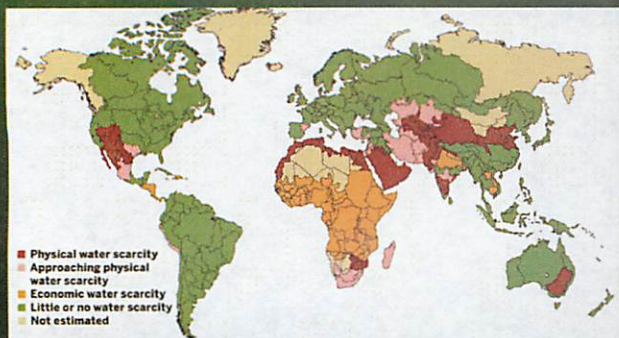 Physical water scarcity
Approaching physical
water scarcity
Economic water scarcity
Little or no water scarcity
Not estimated